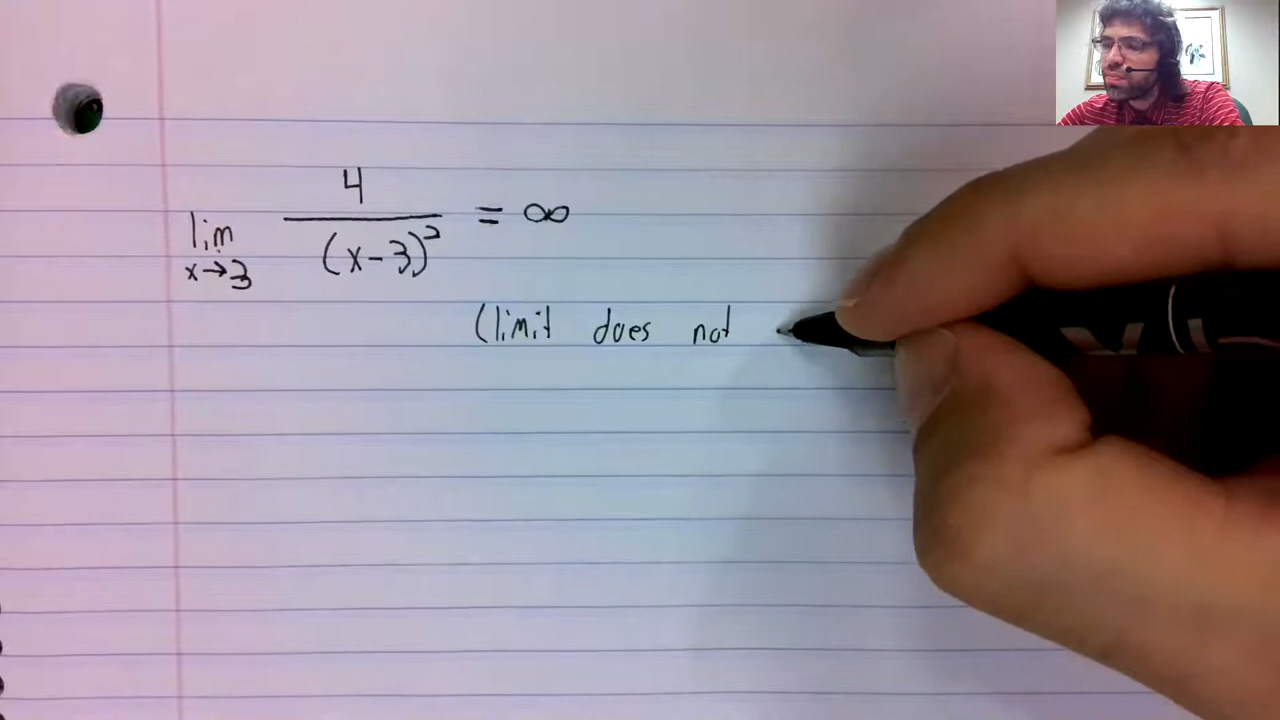 lim x→3 4/(x-3)² = ∞
(limit does not